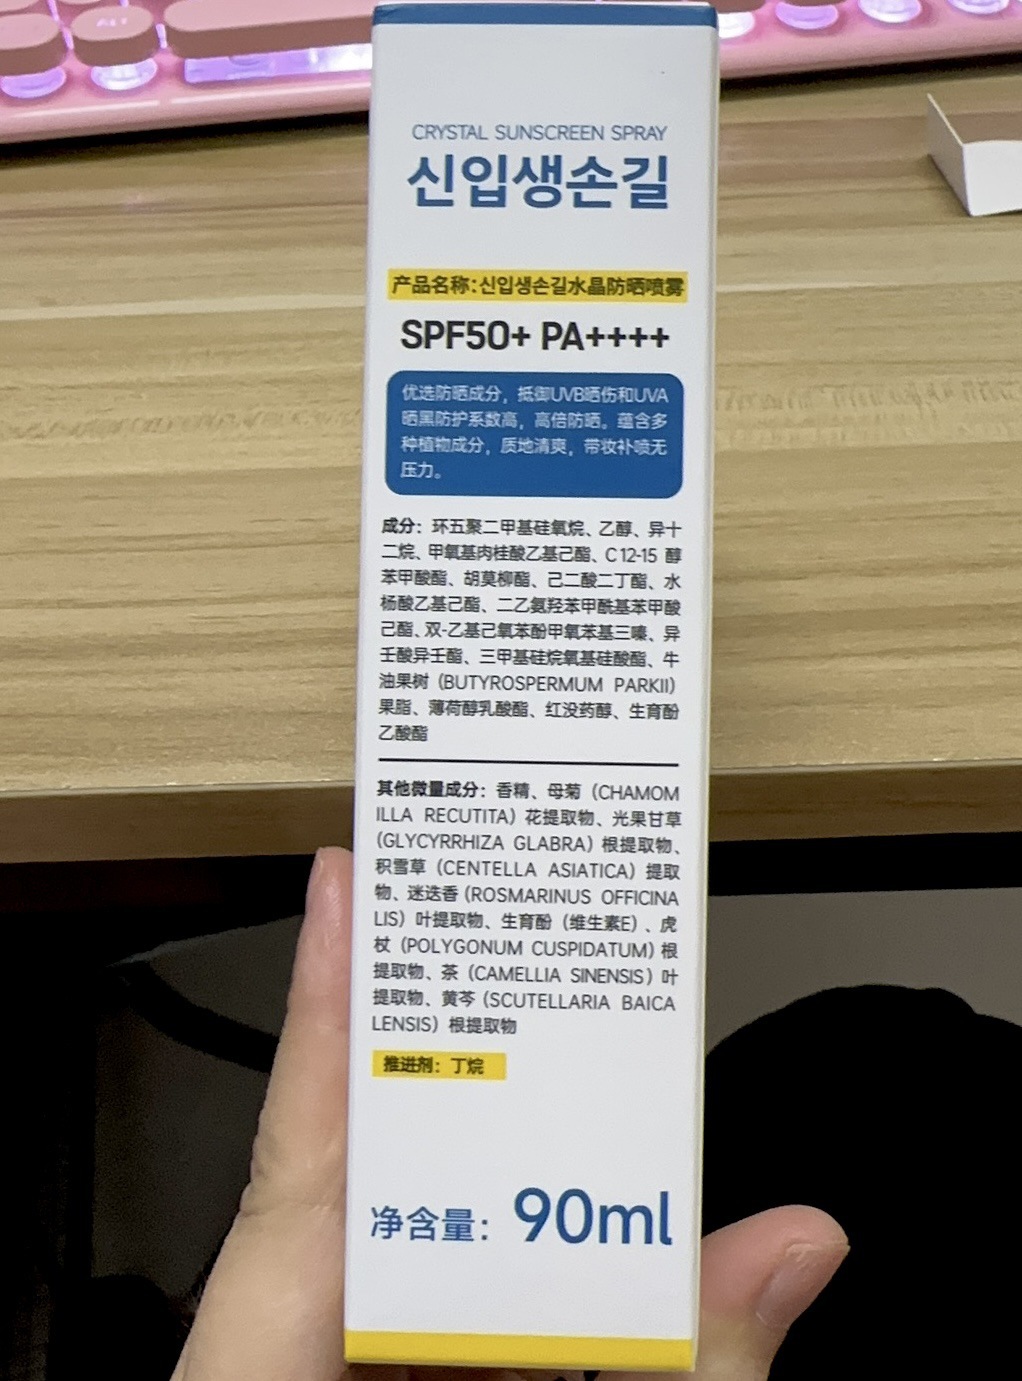 CRYSTAL SUNSCREEN SPRAY
신입생손길
产品名称:신입생손길水晶防晒喷雾
SPF50+ PA++++
优选防晒成分，抵御UVB晒伤和UVA
晒黑防护系数高，高倍防晒。蕴含多
种植物成分，质地清爽，带妆补喷无
压力。
成分：环五聚二甲基硅氧烷、乙醇、异十
二烷、甲氧基肉桂酸乙基己酯、C12-15 醇
苯甲酸酯、胡莫柳酯、己二酸二丁酯、水
杨酸乙基己酯、二乙氨羟苯甲酰基苯甲酸
己酯、双-乙基己氧苯酚甲氧苯基三嗪、异
壬酸异壬酯、三甲基硅烷氧基硅酸酯、牛
油果树（BUTYROSPERMUM PARKII）
果脂、薄荷醇乳酸酯、红没药醇、生育酚
乙酸酯
其他微量成分：香精、母菊（CHAMOM
ILLA RECUTITA）花提取物、光果甘草
(GLYCYRRHIZA GLABRA）根提取物、
积雪草（CENTELLA ASIATICA）提取
物、迷迭香（ROSMARINUS OFFICINA
LIS）叶提取物、生育酚（维生素E）、虎
杖（POLYGONUM CUSPIDATUM）根
提取物、茶（CAMELLIA SINENSIS）叶
提取物、黄芩（SCUTELLARIA BAICA
LENSIS）根提取物
推进剂：丁烷
净含量：90ml